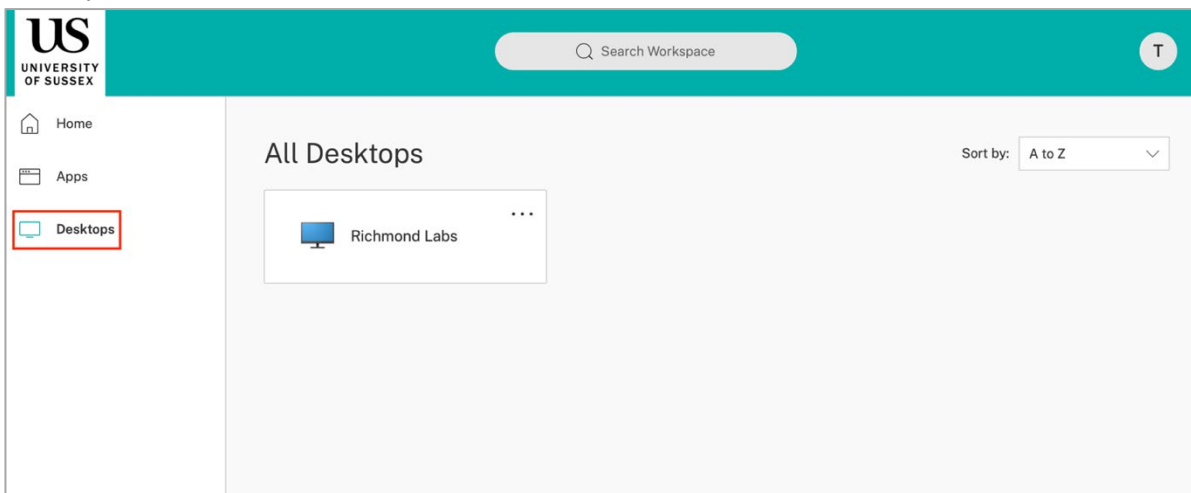 US
UNIVERSITY
OF SUSSEX
Search Workspace
T
Home
Apps
Desktops
All Desktops
Sort by: A to Z
Richmond Labs